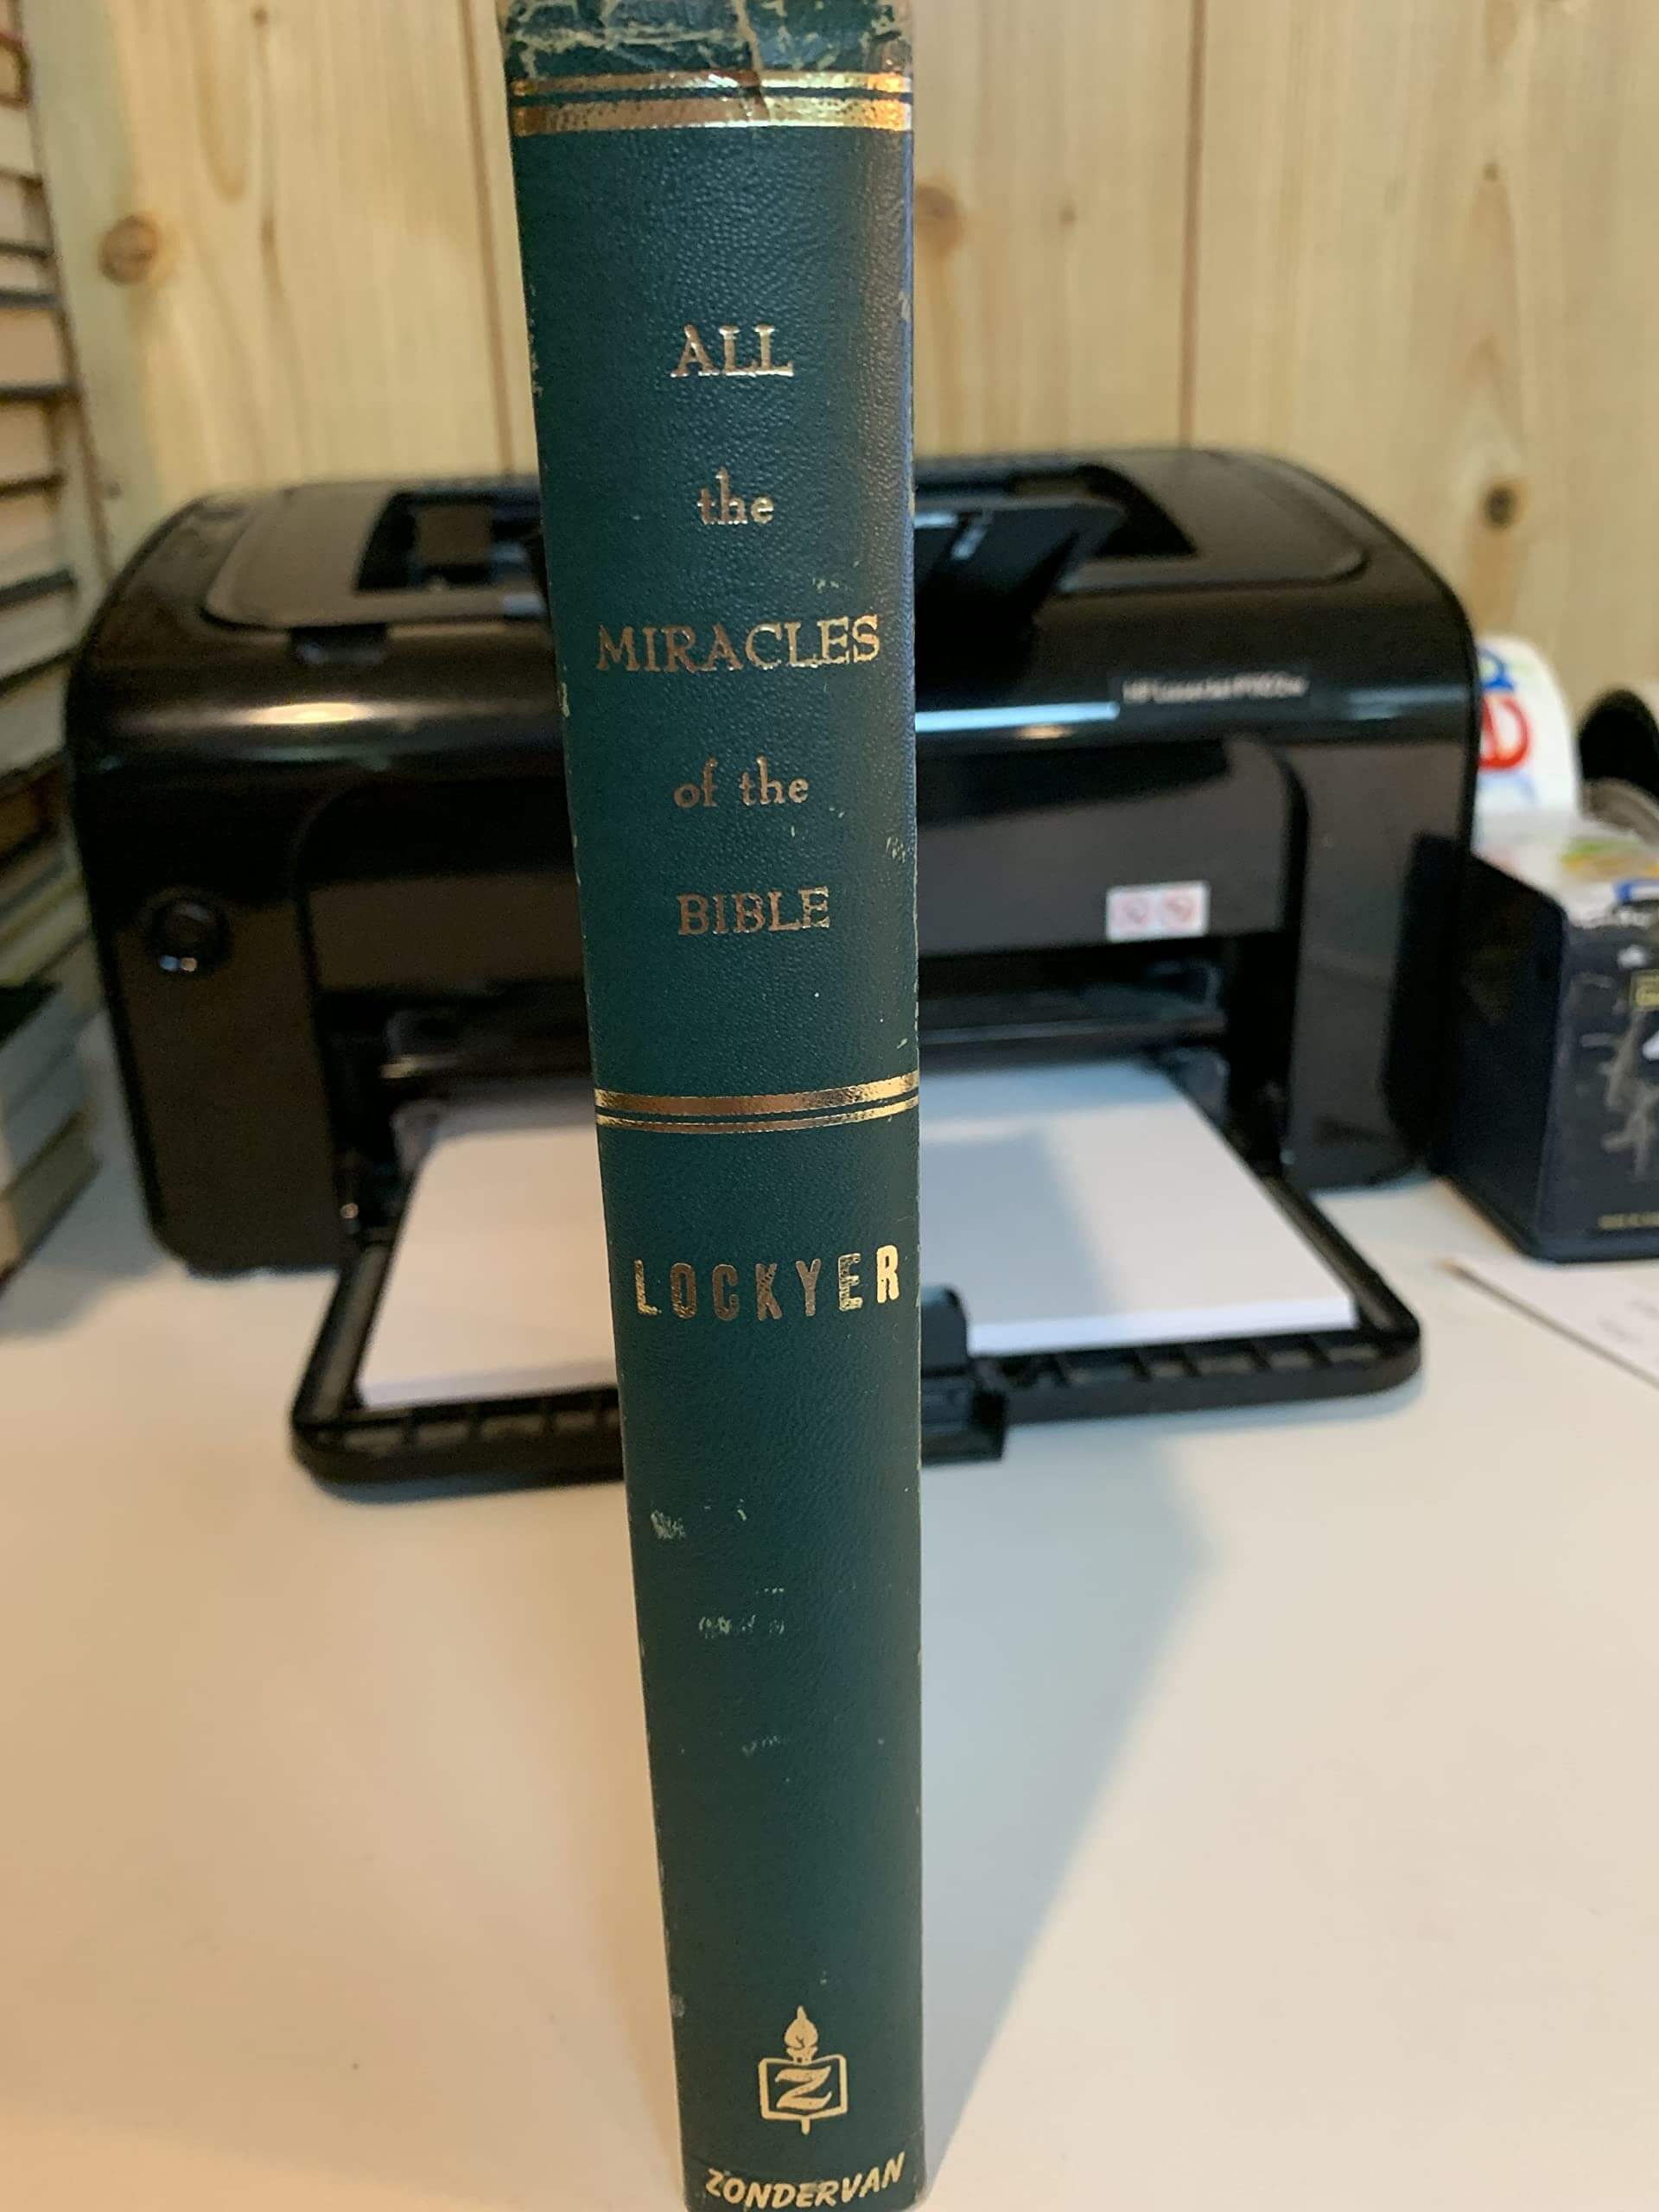 ALL
the
MIRACLES
of the
BIBLE
LOCKYER
Z
ZONDERVAN